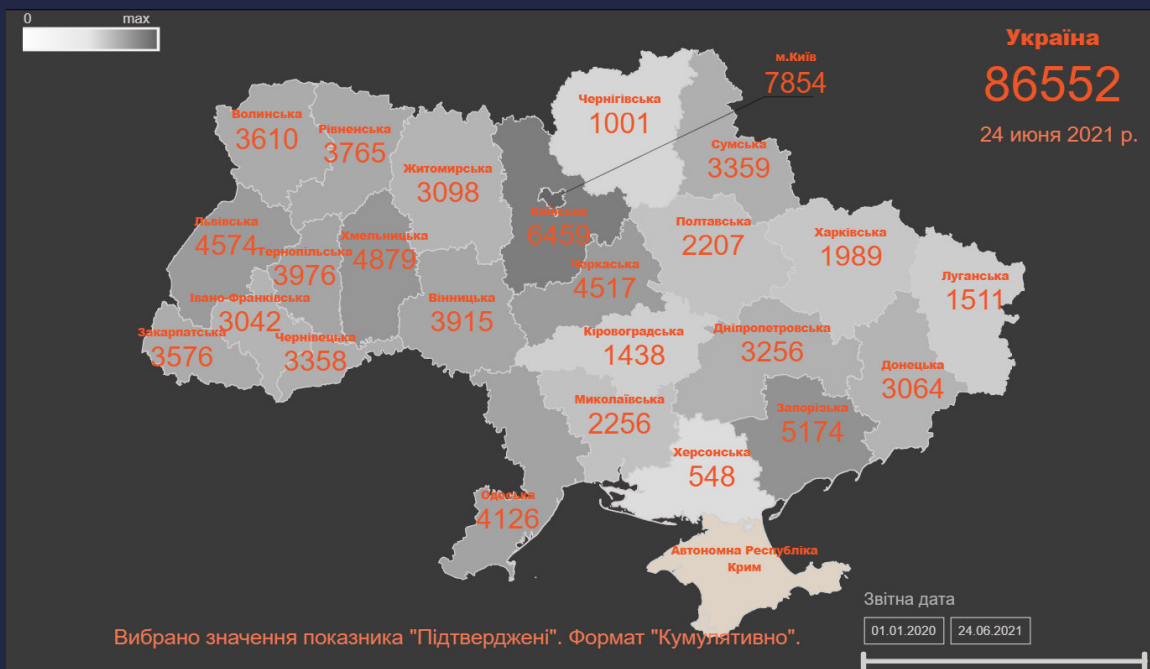 0 max
Україна
86552
24 июня 2021 р.
м.Київ
7854
Чернігівська
1001
Волинська
3610
Рівненська
3765
Житомирська
3098
Сумська
3359
Київська
6459
Львівська
4574
Тернопільська
3976
Хмельницька
4879
Полтавська
2207
Харківська
1989
Черкаська
4517
Луганська
1511
Івано-Франківська
3042
Вінницька
3915
Закарпатська
3576
Чернівецька
3358
Кіровоградська
1438
Дніпропетровська
3256
Донецька
3064
Миколаївська
2256
Запорізька
5174
Херсонська
548
Одеська
4126
Автономна Республіка
Крим
Звітна дата
01.01.2020 24.06.2021
Вибрано значення показника "Підтверджені". Формат "Кумулятивно".